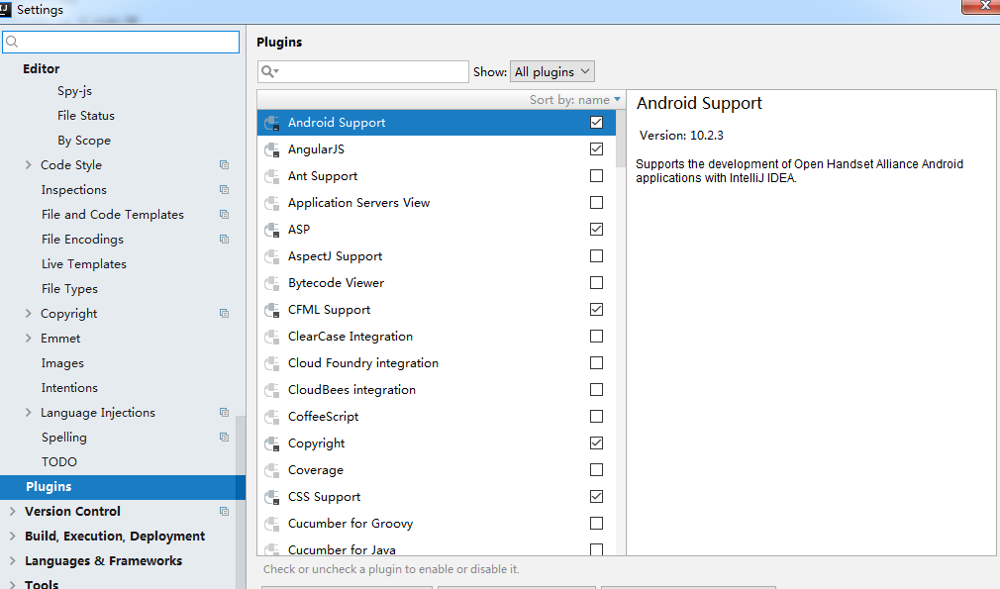 IJ Settings
Editor
Spy-js
File Status
By Scope
Code Style
Inspections
File and Code Templates
File Encodings
Live Templates
File Types
Copyright
Emmet
Images
Intentions
Language Injections
Spelling
TODO
Plugins
Version Control
Build, Execution, Deployment
Languages & Frameworks
Tools
Plugins
Show: All plugins
Sort by: name
Android Support
AngularJS
Ant Support
Application Servers View
ASP
AspectJ Support
Bytecode Viewer
CFML Support
ClearCase Integration
Cloud Foundry integration
CloudBees integration
CoffeeScript
Copyright
Coverage
CSS Support
Cucumber for Groovy
Cucumber for Java
Check or uncheck a plugin to enable or disable it.
Android Support
Version: 10.2.3
Supports the development of Open Handset Alliance Android
applications with IntelliJ IDEA.